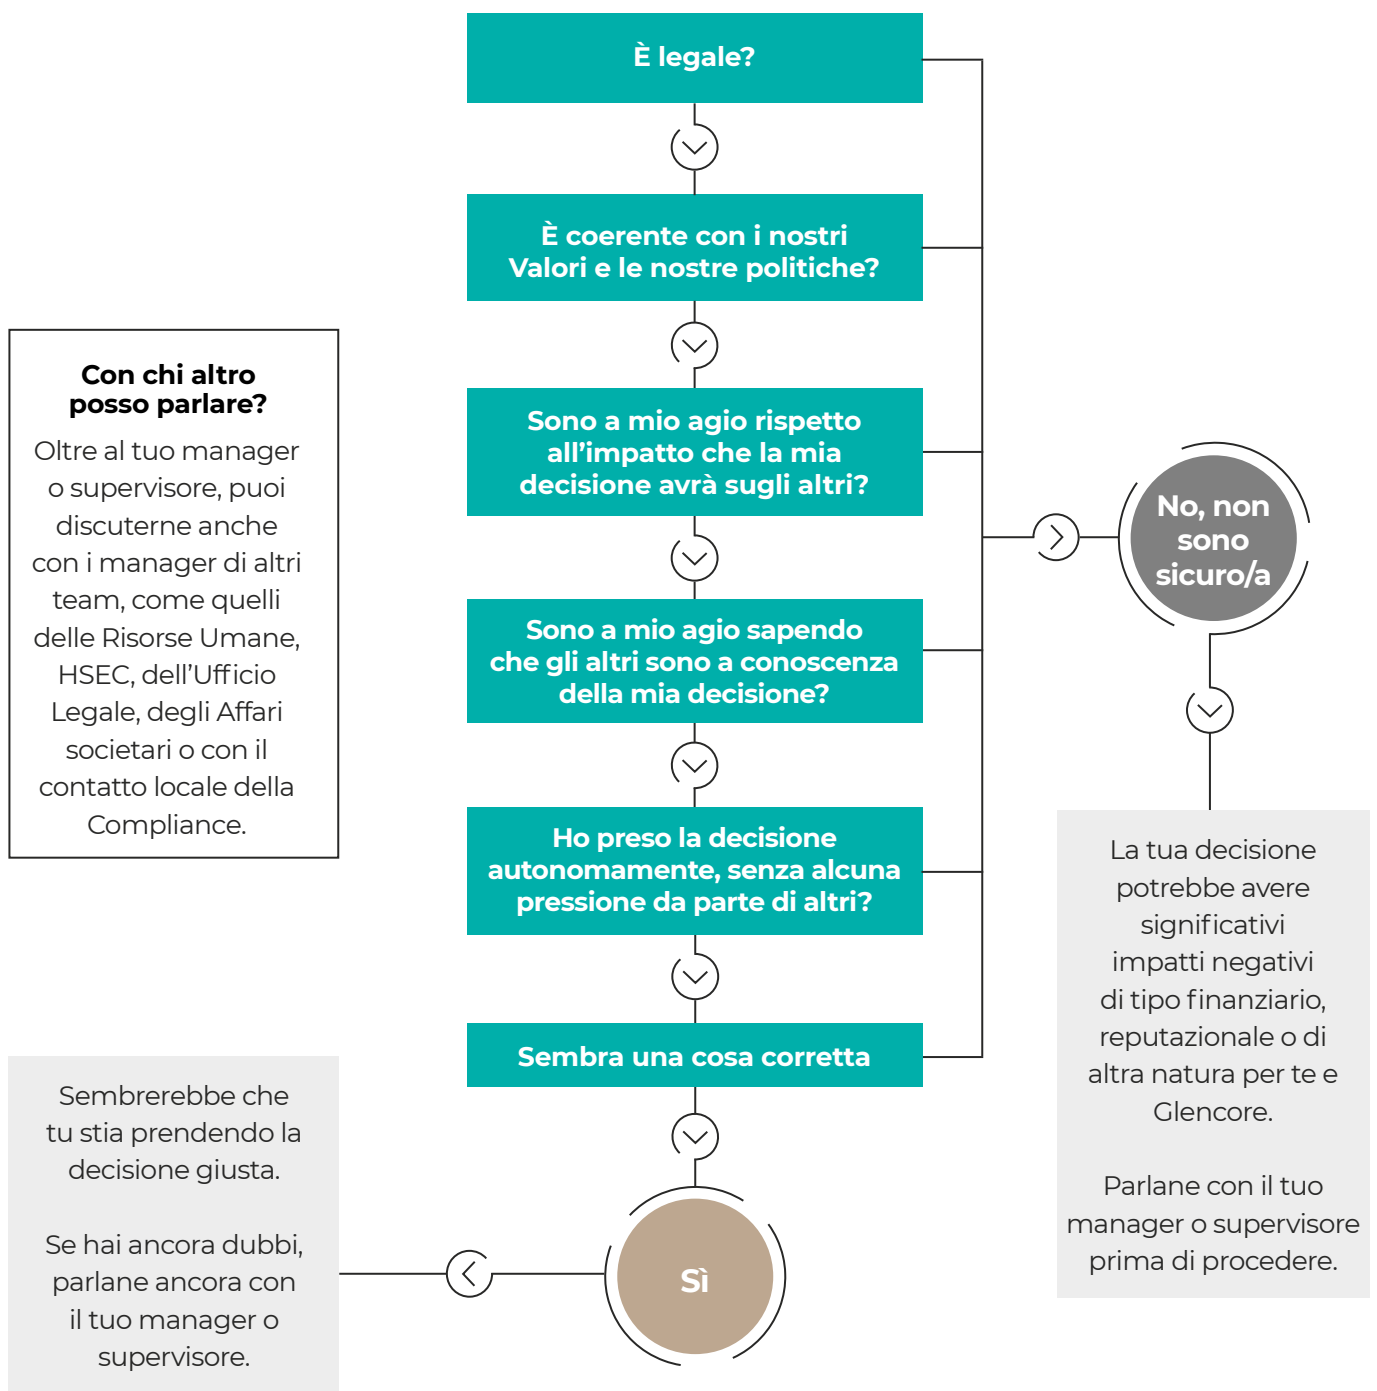 È legale?
È coerente con i nostri
Valori e le nostre politiche?
Sono a mio agio rispetto
all'impatto che la mia
decisione avrà sugli altri?
Sono a mio agio sapendo
che gli altri sono a conoscenza
della mia decisione?
Ho preso la decisione
autonomamente, senza alcuna
pressione da parte di altri?
Sembra una cosa corretta
Sì
No, non
sono
sicuro/a
La tua decisione
potrebbe avere
significativi
impatti negativi
di tipo finanziario,
reputazionale o di
altra natura per te e
Glencore.
Parlane con il tuo
manager o supervisore
prima di procedere.
Con chi altro
posso parlare?
Oltre al tuo manager
o supervisore, puoi
discuterne anche
con i manager di altri
team, come quelli
delle Risorse Umane,
HSEC, dell'Ufficio
Legale, degli Affari
societari o con il
contatto locale della
Compliance.
Sembrerebbe che
tu stia prendendo la
decisione giusta.
Se hai ancora dubbi,
parlane ancora con
il tuo manager o
supervisore.